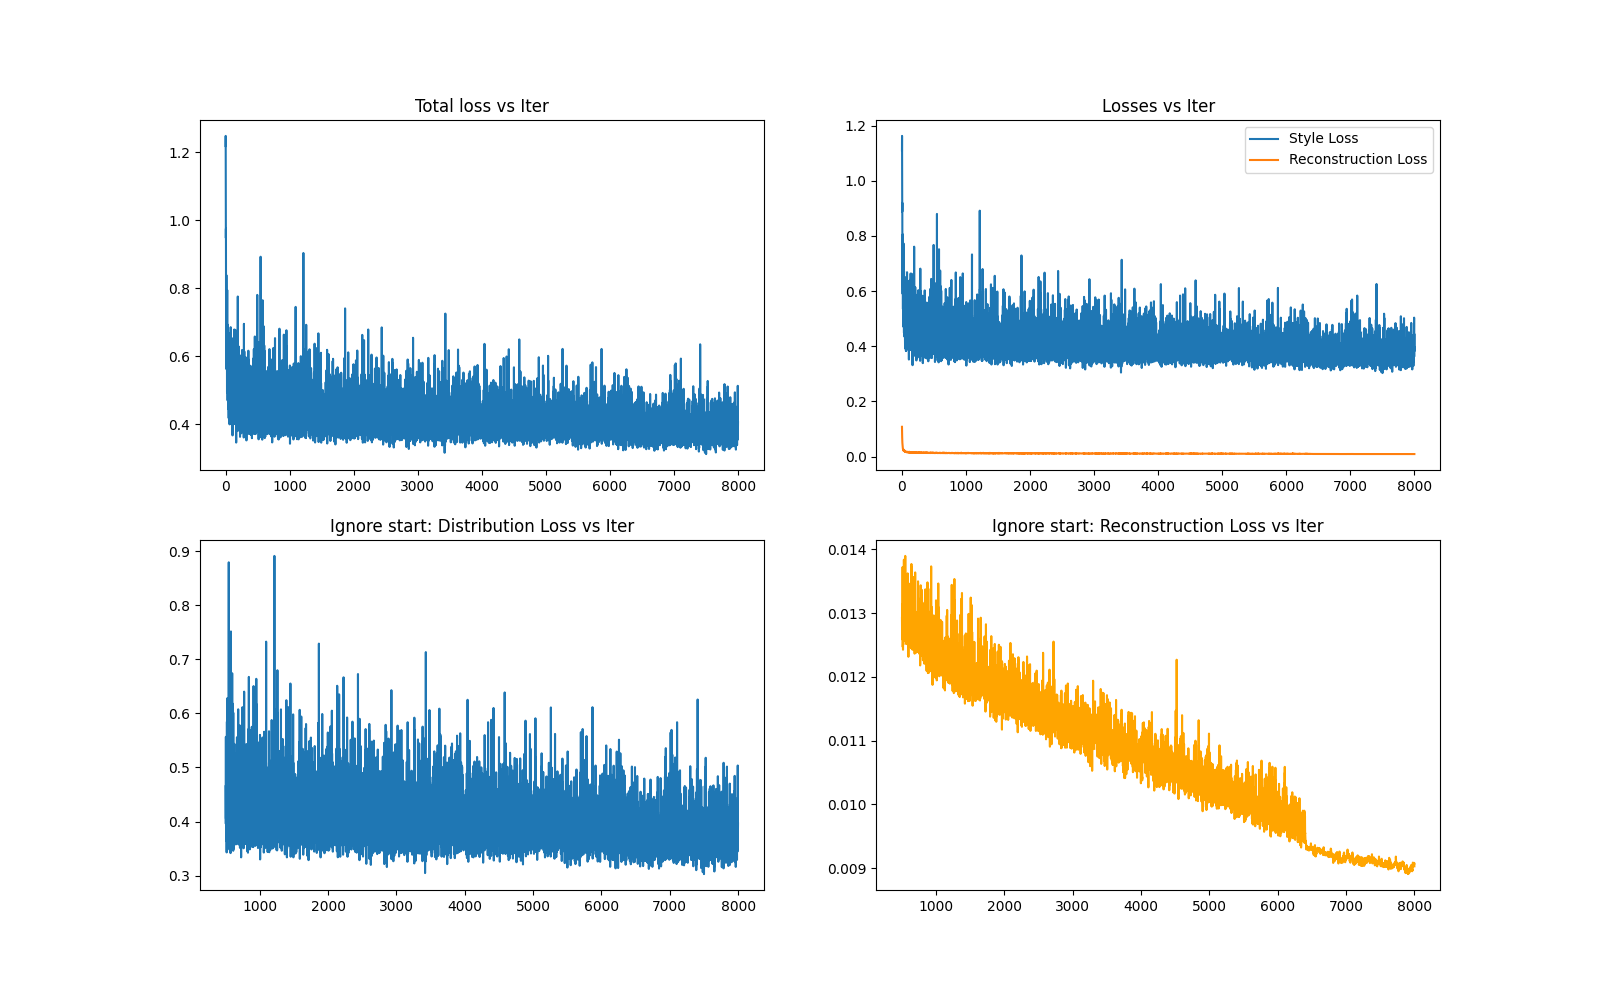 Total loss vs Iter
1.2
1.0
0.8
0.6
0.4
0 1000 2000 3000 4000 5000 6000 7000 8000
Losses vs Iter
Style Loss
Reconstruction Loss
1.2
1.0
0.8
0.6
0.4
0.2
0.0
0 1000 2000 3000 4000 5000 6000 7000 8000
Ignore start: Distribution Loss vs Iter
0.9
0.8
0.7
0.6
0.5
0.4
0.3
1000 2000 3000 4000 5000 6000 7000 8000
Ignore start: Reconstruction Loss vs Iter
0.014
0.013
0.012
0.011
0.010
0.009
1000 2000 3000 4000 5000 6000 7000 8000